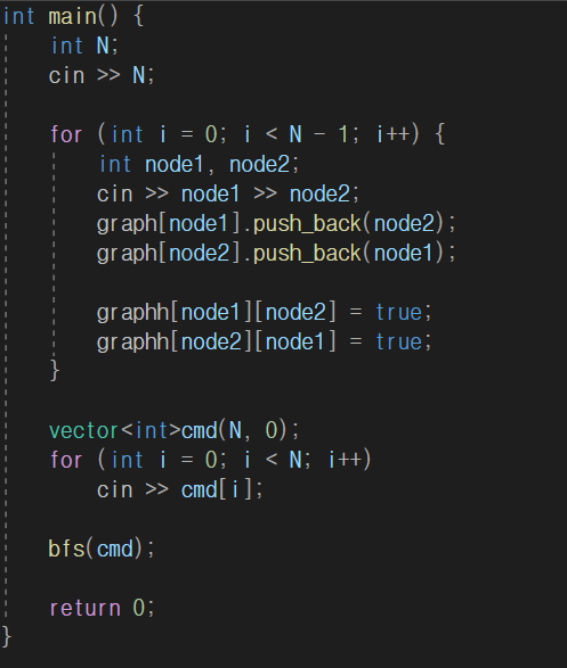 int main() {
    int N;
    cin >> N;

    for (int i = 0; i < N - 1; i++) {
        int node1, node2;
        cin >> node1 >> node2;
        graph[node1].push_back(node2);
        graph[node2].push_back(node1);

        graphh[node1][node2] = true;
        graphh[node2][node1] = true;
    }

    vector<int>cmd(N, 0);
    for (int i = 0; i < N; i++)
        cin >> cmd[i];

    bfs(cmd);

    return 0;
}